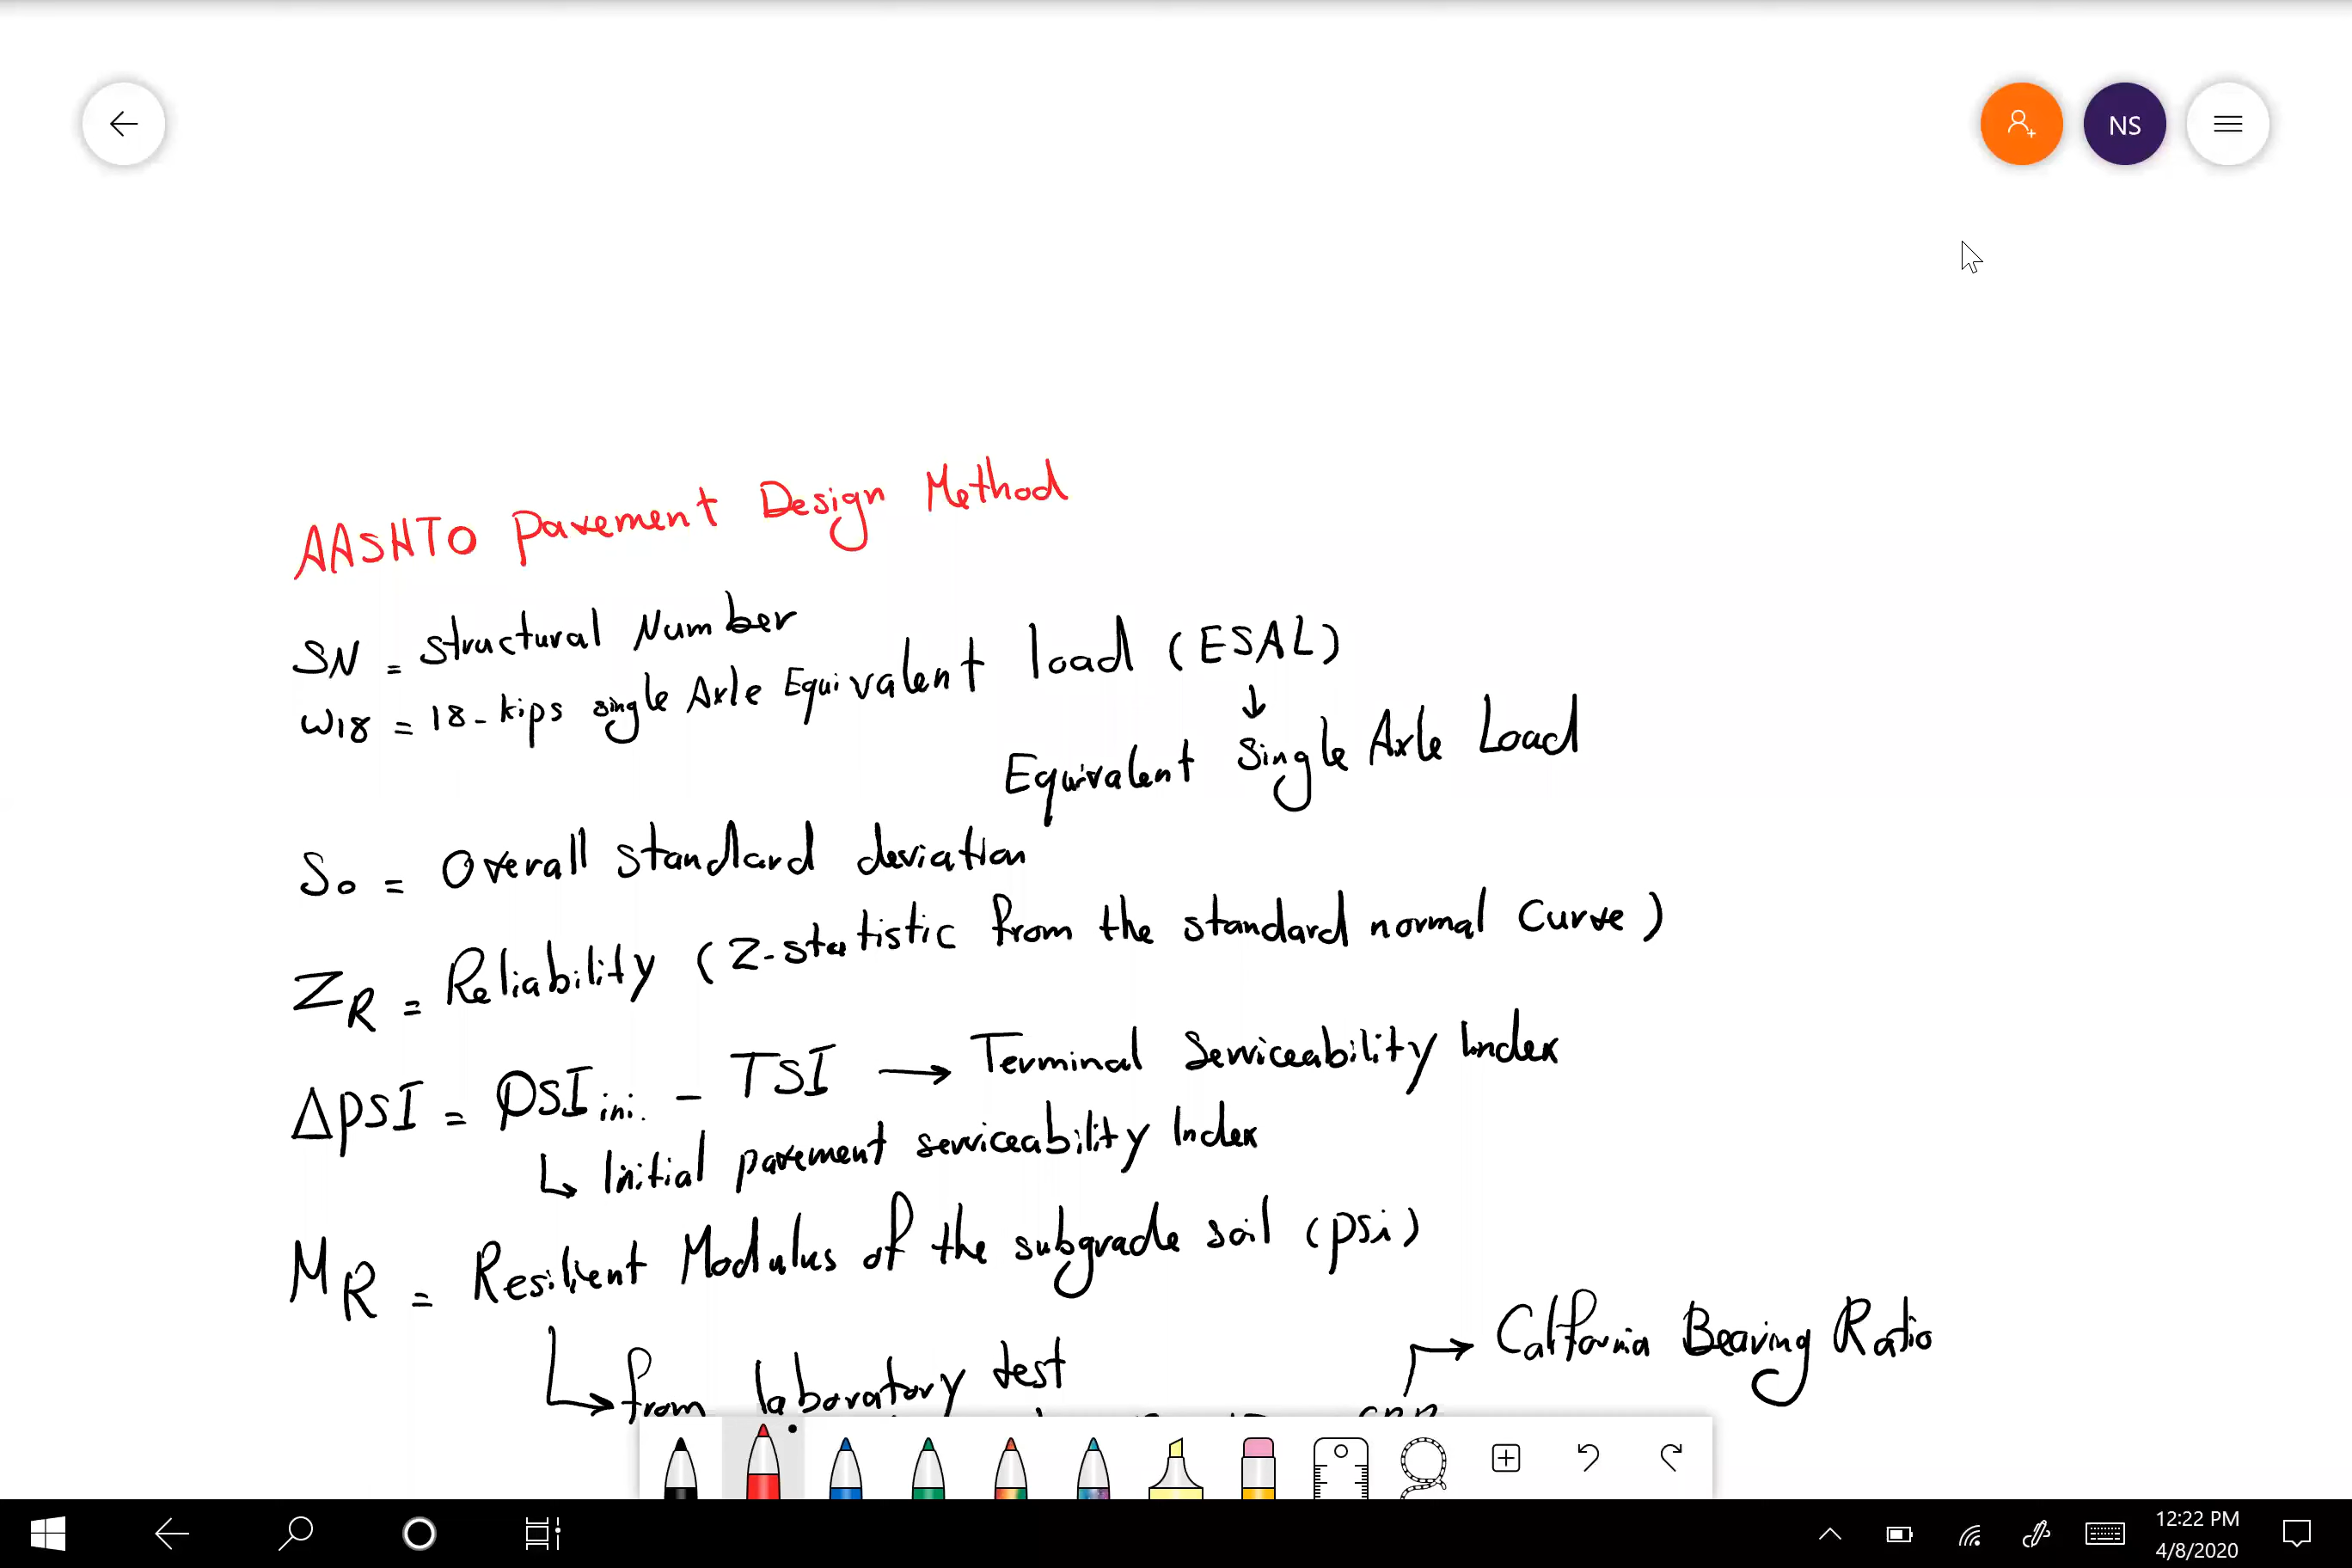 NS
AASHTO Pavement Design Method
SN = Structural Number
W18 = 18-kips single Axle Equivalent load (ESAL)
↓
Equivalent Single Axle Load
So = Overall standard deviation
ZR = Reliability (Z-statistic from the standard normal curve)
ΔPSI = PSI ini. - TSI → Terminal Serviceability Index
↳ Initial pavement serviceability Index
MR = Resilient Modulus of the subgrade soil (psi)
→ California Bearing Ratio
↳ from laboratory test
12:22 PM
4/8/2020